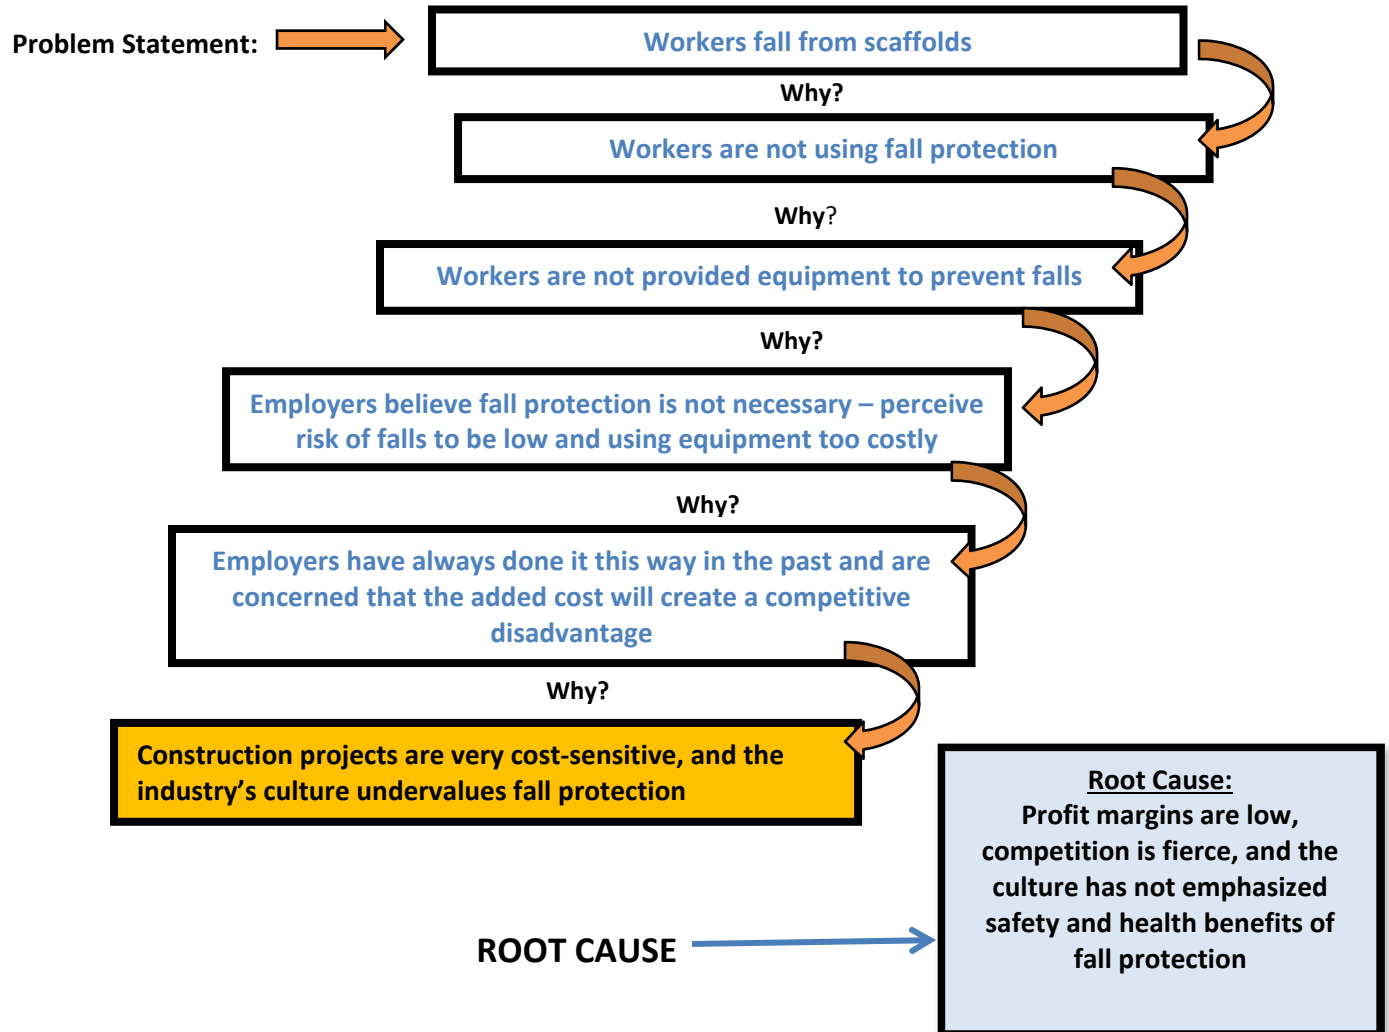 Problem Statement:
Workers fall from scaffolds
Why?
Workers are not using fall protection
Why?
Workers are not provided equipment to prevent falls
Why?
Employers believe fall protection is not necessary – perceive
risk of falls to be low and using equipment too costly
Why?
Employers have always done it this way in the past and are
concerned that the added cost will create a competitive
disadvantage
Why?
Construction projects are very cost-sensitive, and the
industry’s culture undervalues fall protection
ROOT CAUSE
Root Cause:
Profit margins are low,
competition is fierce, and the
culture has not emphasized
safety and health benefits of
fall protection